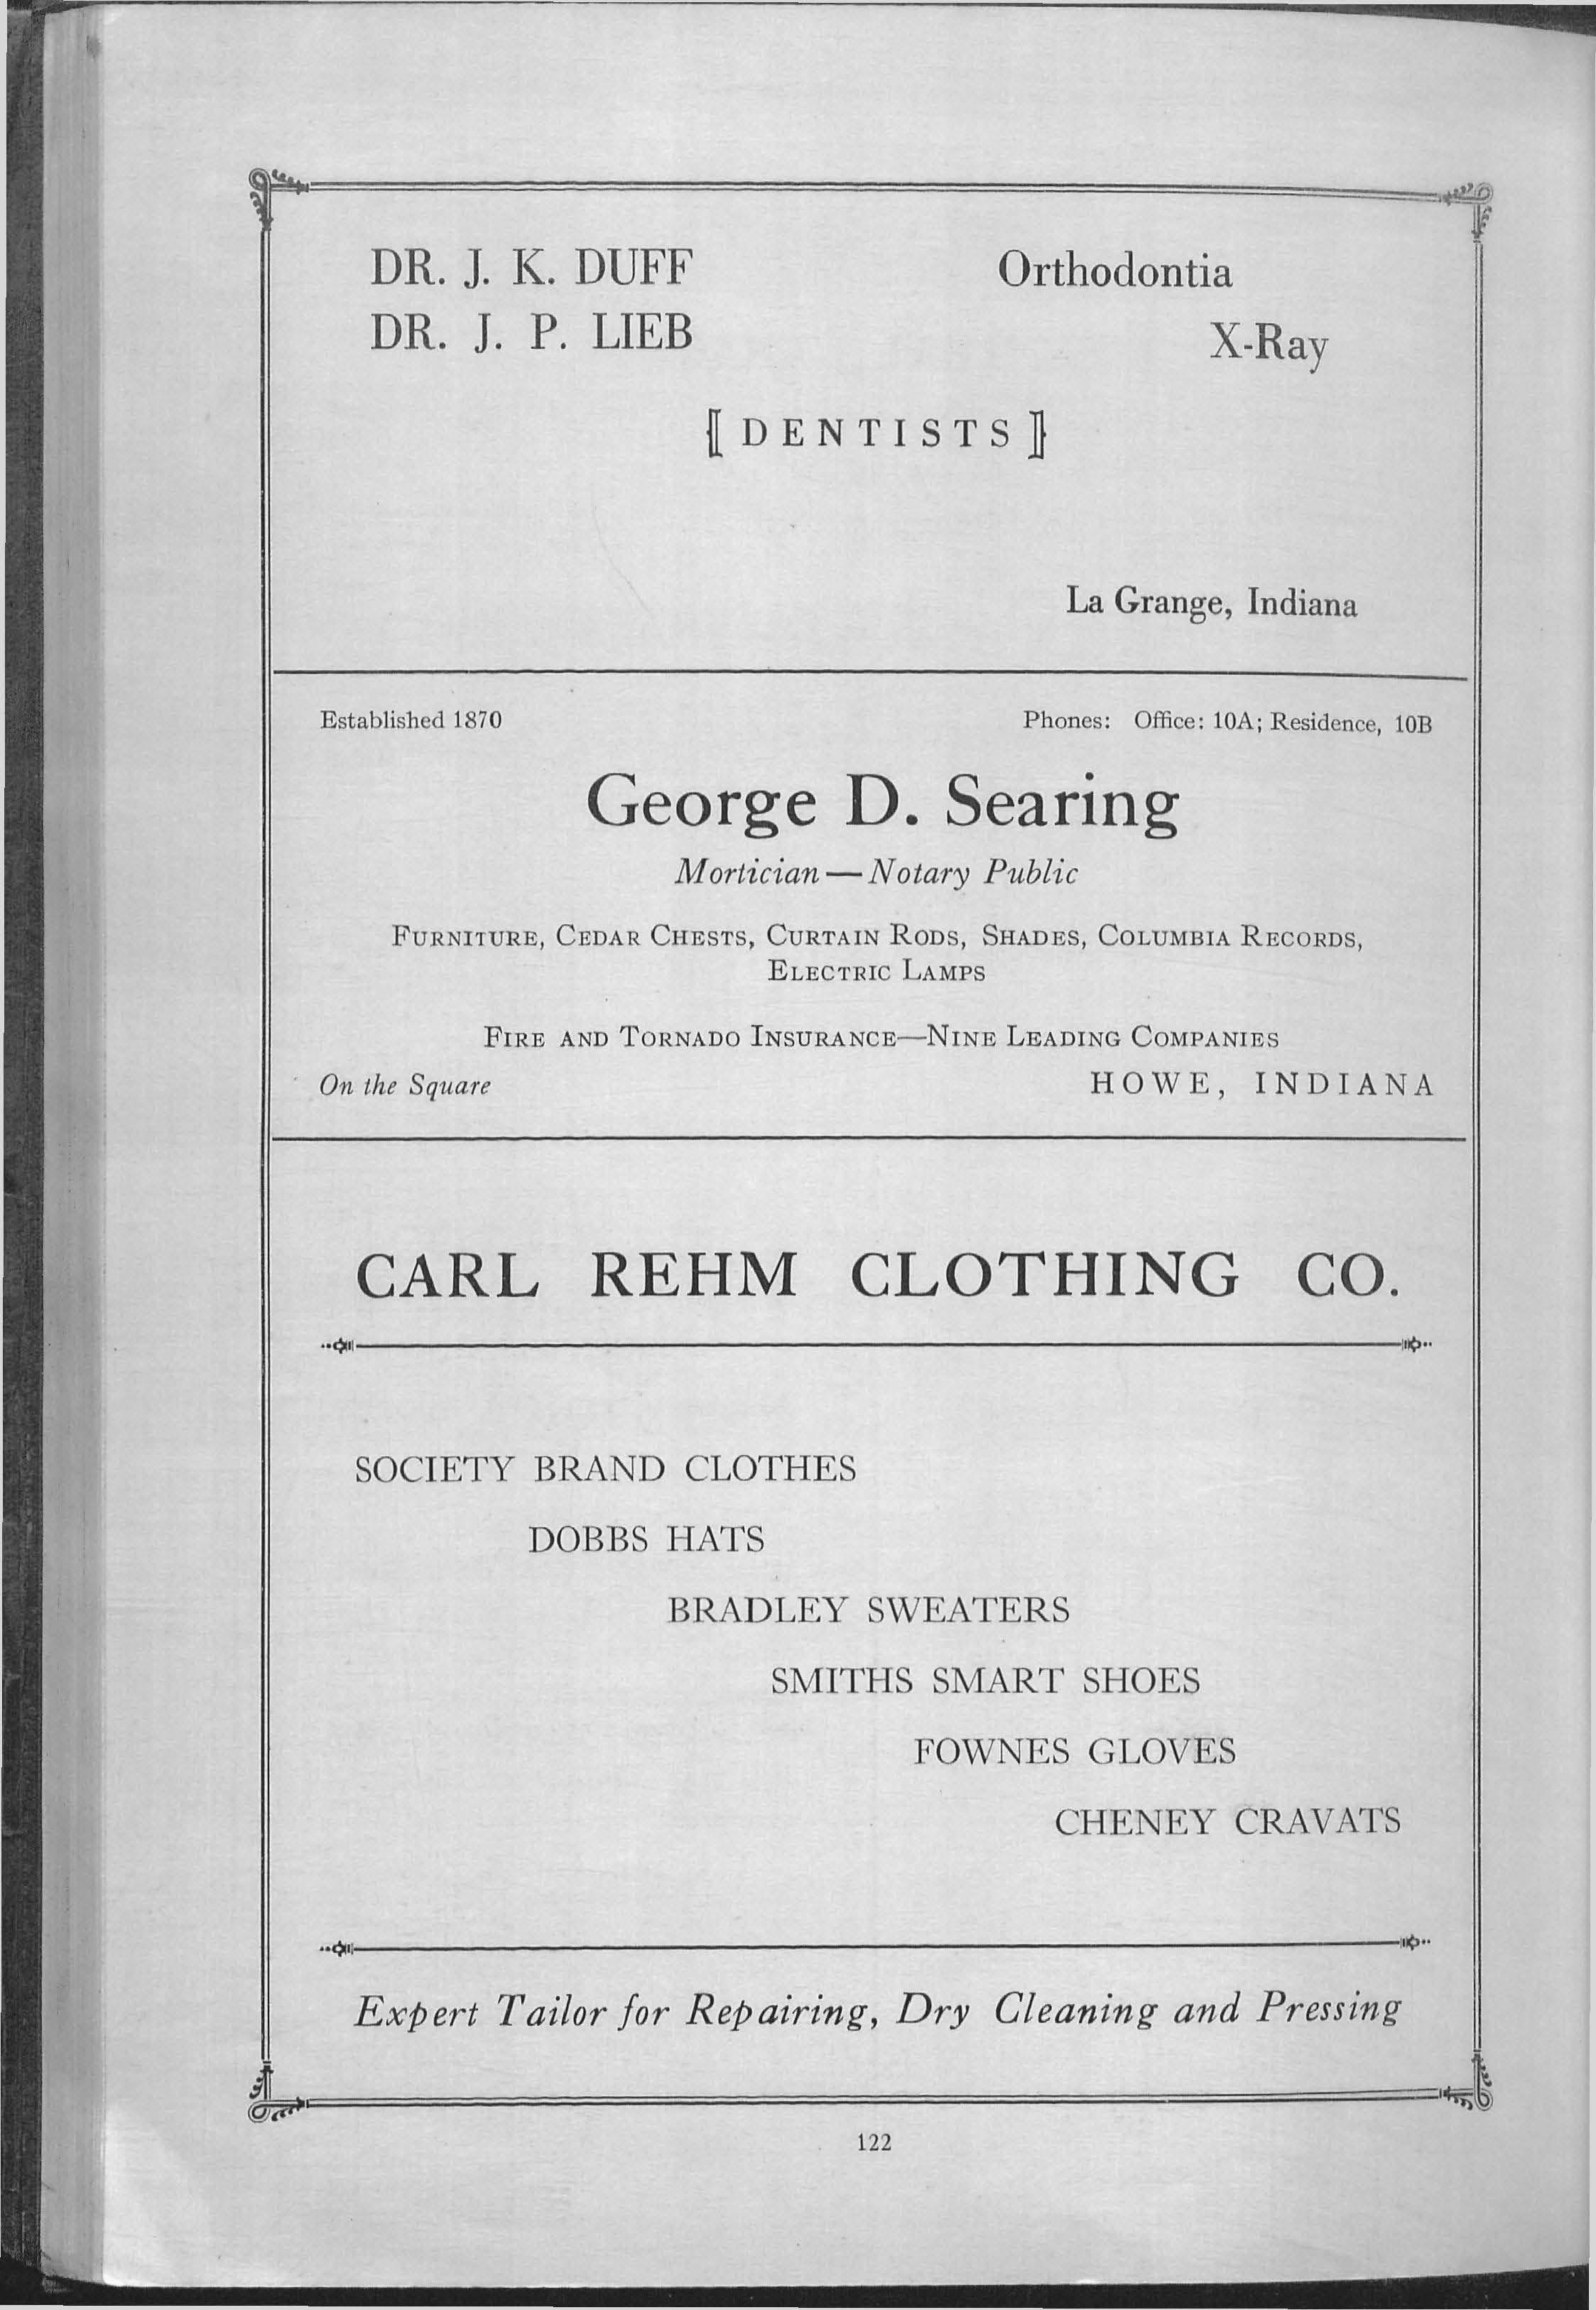 DR. J. K. DUFF Orthodontia
DR. J. P. LIEB X-Ray
[DENTISTS]
La Grange, Indiana
Established 1870 Phones: Office: 10A; Residence, 10B
George D. Searing
Mortician—Notary Public
FURNITURE, CEDAR CHESTS, CURTAIN RODS, SHADES, COLUMBIA RECORDS,
ELECTRIC LAMPS
FIRE AND TORNADO INSURANCE—NINE LEADING COMPANIES
On the Square HOWE, INDIANA
CARL REHM CLOTHING CO.
SOCIETY BRAND CLOTHES
DOBBS HATS
BRADLEY SWEATERS
SMITHS SMART SHOES
FOWNES GLOVES
CHENEY CRAVATS
Expert Tailor for Repairing, Dry Cleaning and Pressing
122